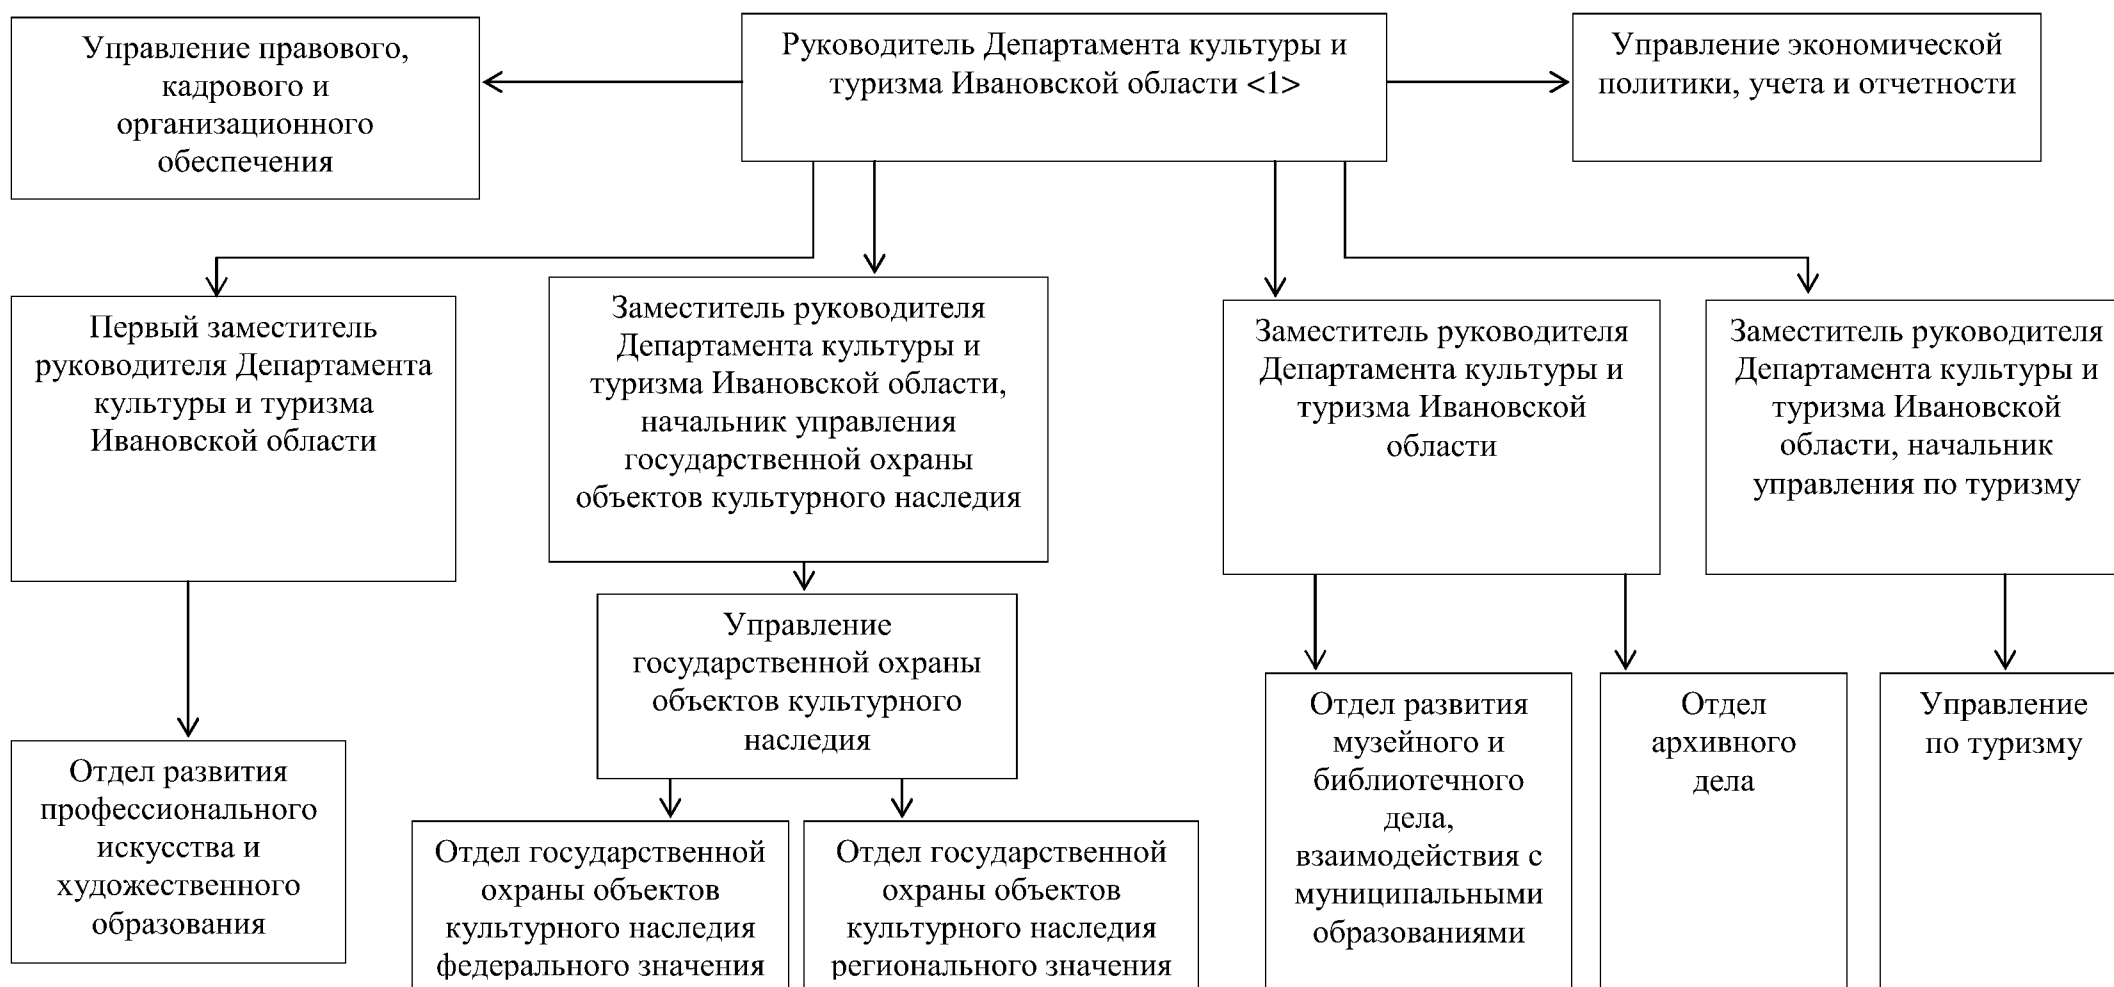 Управление правового,
кадрового и
организационного
обеспечения
Руководитель Департамента культуры и
туризма Ивановской области <1>
Управление экономической
политики, учета и отчетности
Первый заместитель
руководителя Департамента
культуры и туризма
Ивановской области
Заместитель руководителя
Департамента культуры и
туризма Ивановской области,
начальник управления
государственной охраны
объектов культурного наследия
Заместитель руководителя
Департамента культуры и
туризма Ивановской
области
Заместитель руководителя
Департамента культуры и
туризма Ивановской
области, начальник
управления по туризму
Управление
государственной охраны
объектов культурного
наследия
Отдел развития
музейного и
библиотечного
дела,
взаимодействия с
муниципальными
образованиями
Отдел
архивного
дела
Управление
по туризму
Отдел развития
профессионального
искусства и
художественного
образования
Отдел государственной
охраны объектов
культурного наследия
федерального значения
Отдел государственной
охраны объектов
культурного наследия
регионального значения